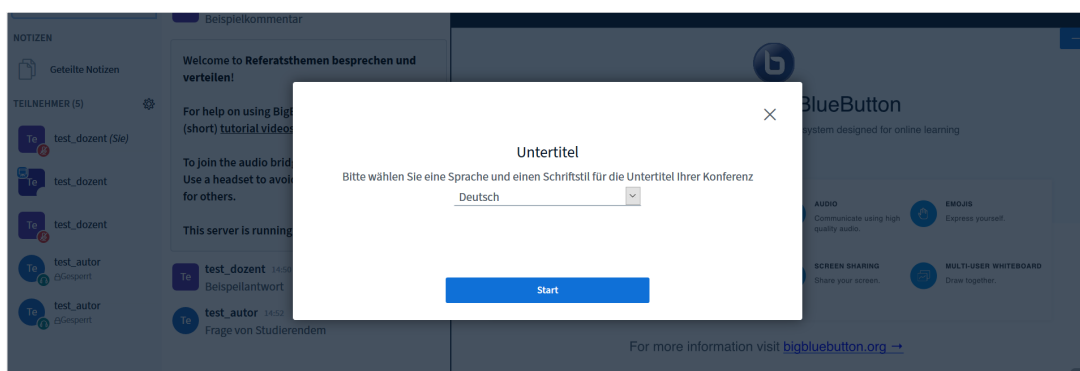 Beispielkommentar
NOTIZEN
Geteilte Notizen
TEILNEHMER (5)
Te test_dozent (Sie)
Te test_dozent
Te test_dozent
Te test_autor
Gesperrt
Te test_autor
Gesperrt
Welcome to Referatsthemen besprechen und
verteilen!
For help on using
(short) tutorial videos
To join the audio
Use a headset to
for others.
This server is running
Te test_dozent
Beispielantwort
Te test_autor 14:52
Frage von Studierendem
Untertitel
Bitte wählen Sie eine Sprache und einen Schriftstil für die Untertitel Ihrer Konferenz
Deutsch
Start
b
BlueButton
system designed for online learning
AUDIO
Communicate using high
quality audio.
EMOJIS
Express yourself.
SCREEN SHARING
Share your screen.
MULTI-USER WHITEBOARD
Draw together.
For more information visit bigbluebutton.org →